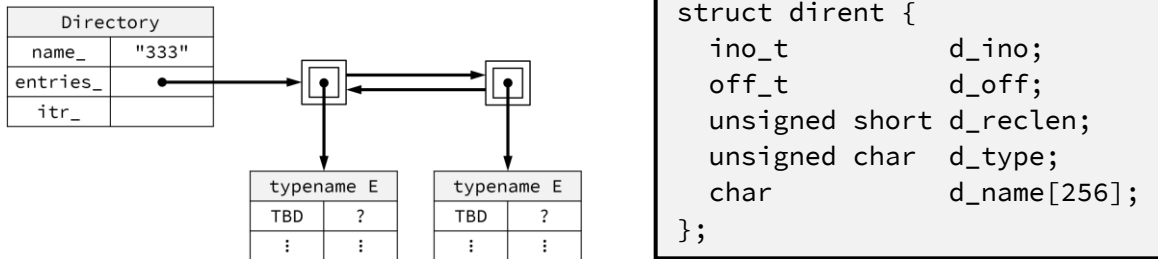 Directory
name_ "333"
entries_
itr_
typename E
TBD ?
⋮ ⋮
typename E
TBD ?
⋮ ⋮
struct dirent {
  ino_t          d_ino;
  off_t          d_off;
  unsigned short d_reclen;
  unsigned char  d_type;
  char           d_name[256];
};